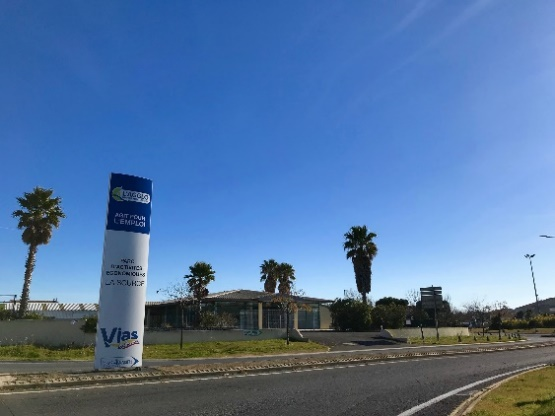 L'AGGLO
AGIT POUR
L'EMPLOI
PARC
D'ACTIVITÉS
ÉCONOMIQUES
LA SOURCE
Vias